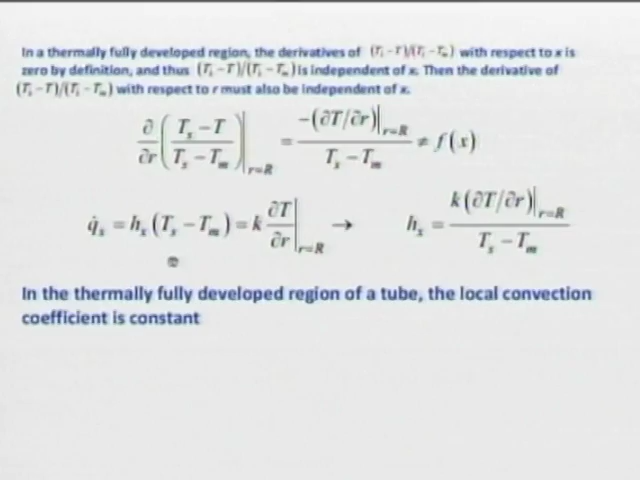 In a thermally fully developed region, the derivatives of (Tₛ −T)/(Tₛ −Tₘ) with respect to x is
zero by definition, and thus (Tₛ −T)/(Tₛ −Tₘ) is independent of x. Then the derivative of
(Tₛ −T)/(Tₛ −Tₘ) with respect to r must also be independent of x.
∂/∂r ((Tₛ −T)/(Tₛ −Tₘ))|r=R = −(∂T/∂r)|r=R / (Tₛ −Tₘ) ≠ f(x)
q̇ₛ = hₓ(Tₛ −Tₘ) = k ∂T/∂r|r=R → hₓ = k(∂T/∂r)|r=R / (Tₛ −Tₘ)
In the thermally fully developed region of a tube, the local convection
coefficient is constant